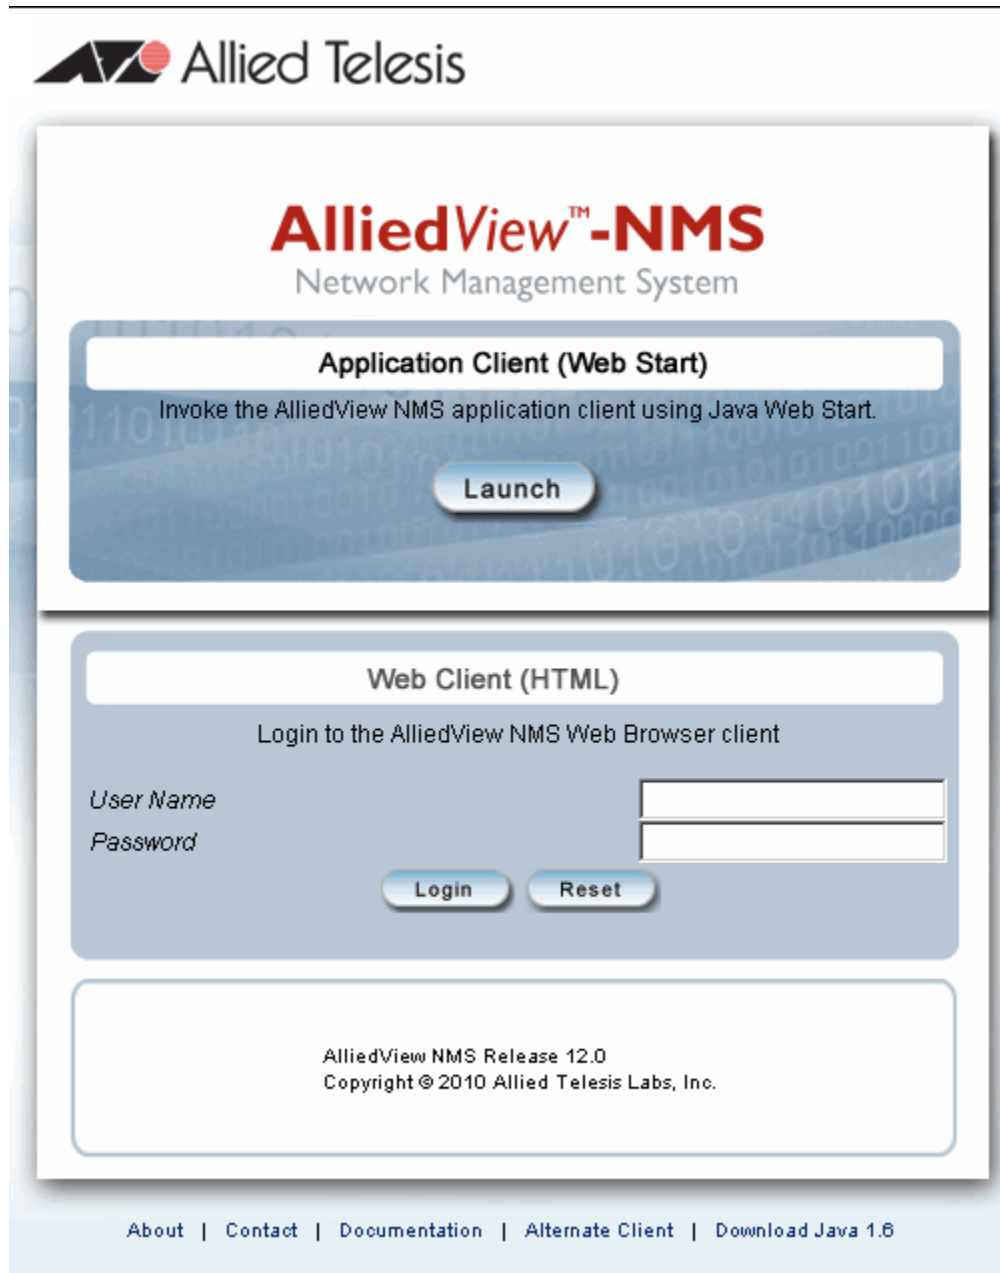 Allied Telesis
AlliedView™-NMS
Network Management System
Application Client (Web Start)
Invoke the AlliedView NMS application client using Java Web Start.
Launch
Web Client (HTML)
Login to the AlliedView NMS Web Browser client
User Name
Password
Login Reset
AlliedView NMS Release 12.0
Copyright © 2010 Allied Telesis Labs, Inc.
About | Contact | Documentation | Alternate Client | Download Java 1.6